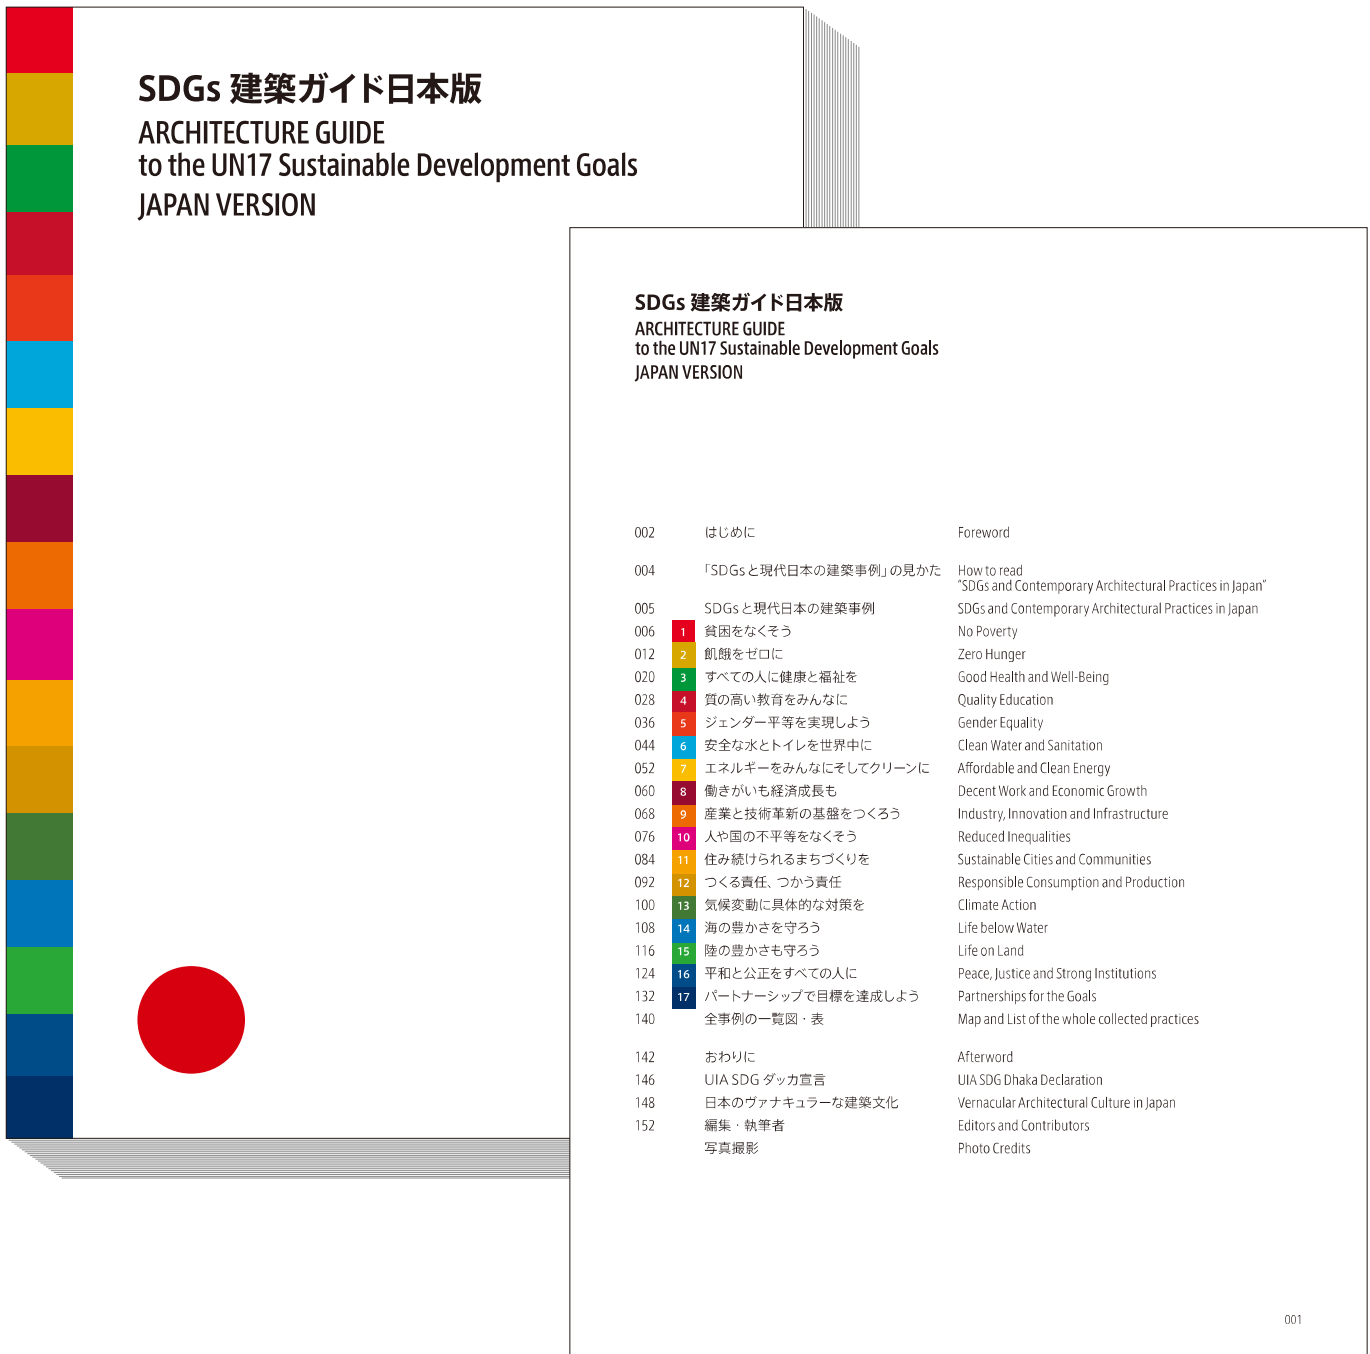 SDGs 建築ガイド日本版
ARCHITECTURE GUIDE
to the UN17 Sustainable Development Goals
JAPAN VERSION
SDGs 建築ガイド日本版
ARCHITECTURE GUIDE
to the UN17 Sustainable Development Goals
JAPAN VERSION
002 はじめに Foreword
004 「SDGsと現代日本の建築事例」の見かた How to read
“SDGs and Contemporary Architectural Practices in Japan”
005 SDGsと現代日本の建築事例 SDGs and Contemporary Architectural Practices in Japan
006 1 貧困をなくそう No Poverty
012 2 飢餓をゼロに Zero Hunger
020 3 すべての人に健康と福祉を Good Health and Well-Being
028 4 質の高い教育をみんなに Quality Education
036 5 ジェンダー平等を実現しよう Gender Equality
044 6 安全な水とトイレを世界中に Clean Water and Sanitation
052 7 エネルギーをみんなにそしてクリーンに Affordable and Clean Energy
060 8 働きがいも経済成長も Decent Work and Economic Growth
068 9 産業と技術革新の基盤をつくろう Industry, Innovation and Infrastructure
076 10 人や国の不平等をなくそう Reduced Inequalities
084 11 住み続けられるまちづくりを Sustainable Cities and Communities
092 12 つくる責任、つかう責任 Responsible Consumption and Production
100 13 気候変動に具体的な対策を Climate Action
108 14 海の豊かさを守ろう Life below Water
116 15 陸の豊かさも守ろう Life on Land
124 16 平和と公正をすべての人に Peace, Justice and Strong Institutions
132 17 パートナーシップで目標を達成しよう Partnerships for the Goals
140 全事例の一覧図・表 Map and List of the whole collected practices
142 おわりに Afterword
146 UIA SDG ダッカ宣言 UIA SDG Dhaka Declaration
148 日本のヴァナキュラーな建築文化 Vernacular Architectural Culture in Japan
152 編集・執筆者 Editors and Contributors
写真撮影 Photo Credits
001